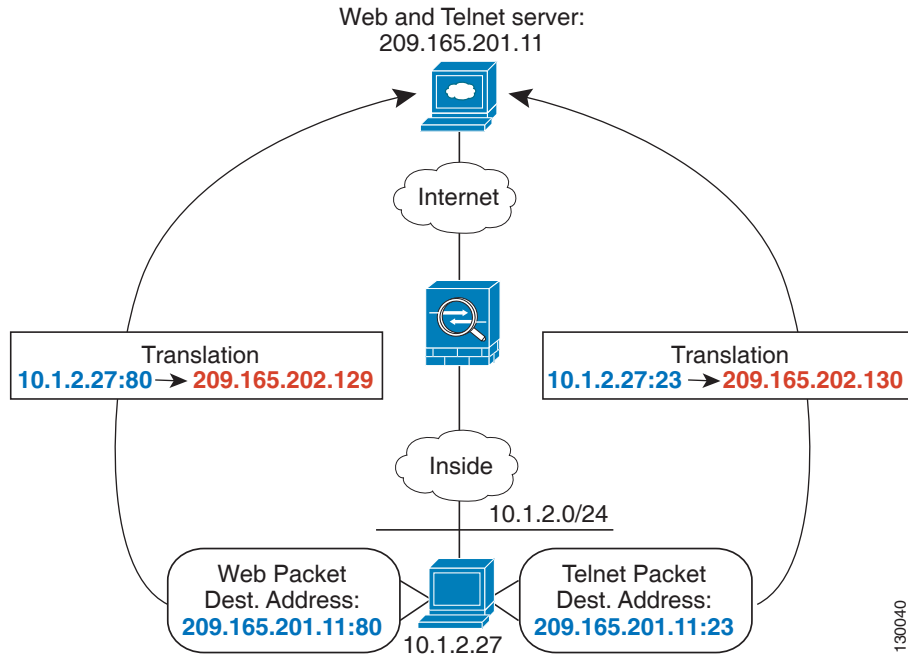 Web and Telnet server:
209.165.201.11
Internet
Translation
10.1.2.27:80 → 209.165.202.129
Translation
10.1.2.27:23 → 209.165.202.130
Inside
10.1.2.0/24
Web Packet
Dest. Address:
209.165.201.11:80
Telnet Packet
Dest. Address:
209.165.201.11:23
10.1.2.27
130040